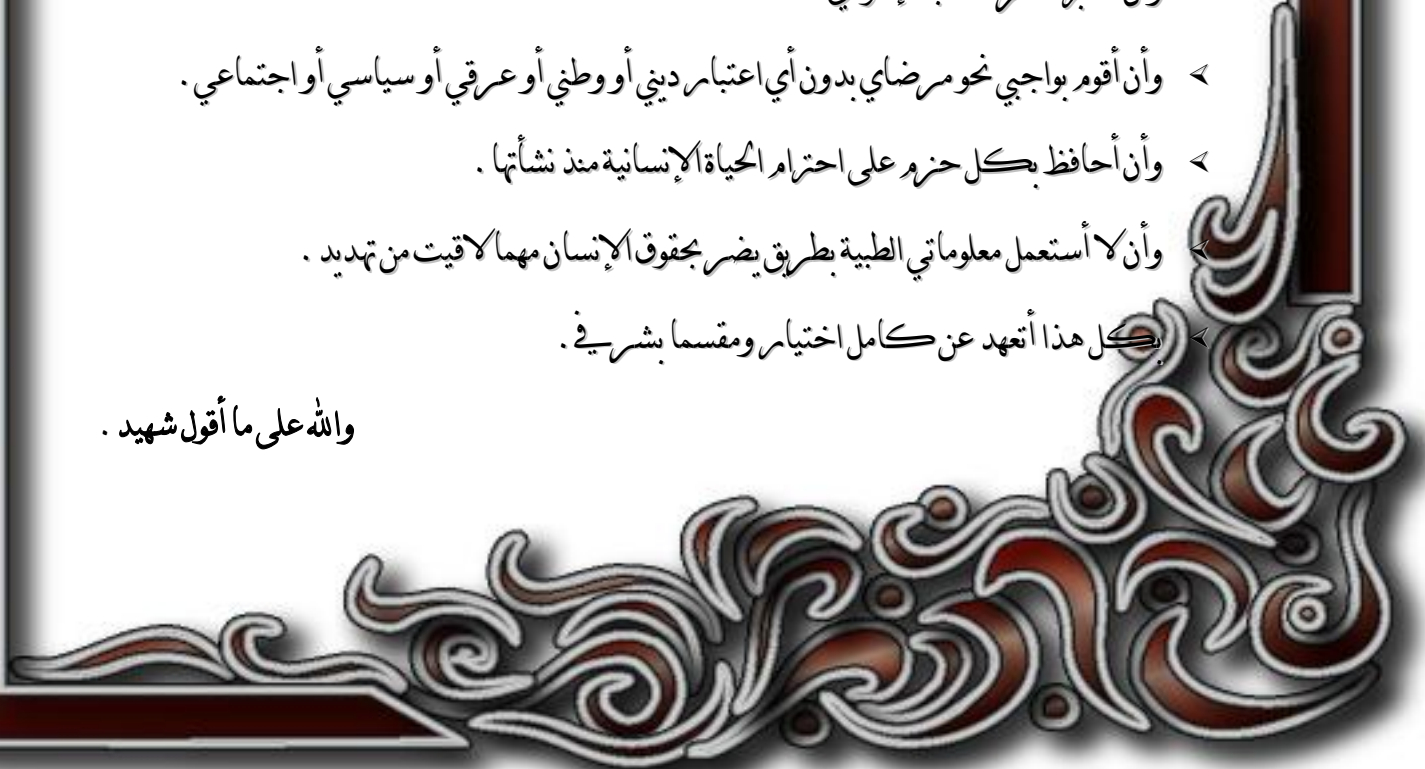 ➢ وأن أقوم بواجبي نحو مرضاي بدون أي اعتبار ديني أو وطني أو عرقي أو سياسي أو اجتماعي .
➢ وأن أحافظ بكل حزم على احترام الحياة الإنسانية منذ نشأتها .
➢ وأن لا أستعمل معلوماتي الطبية بطريق يضر بحقوق الإنسان مهما لاقيت من تهديد .
➢ بكل هذا أتعهد عن كامل اختيار ومقسما بشرفي .
والله على ما أقول شهيد .